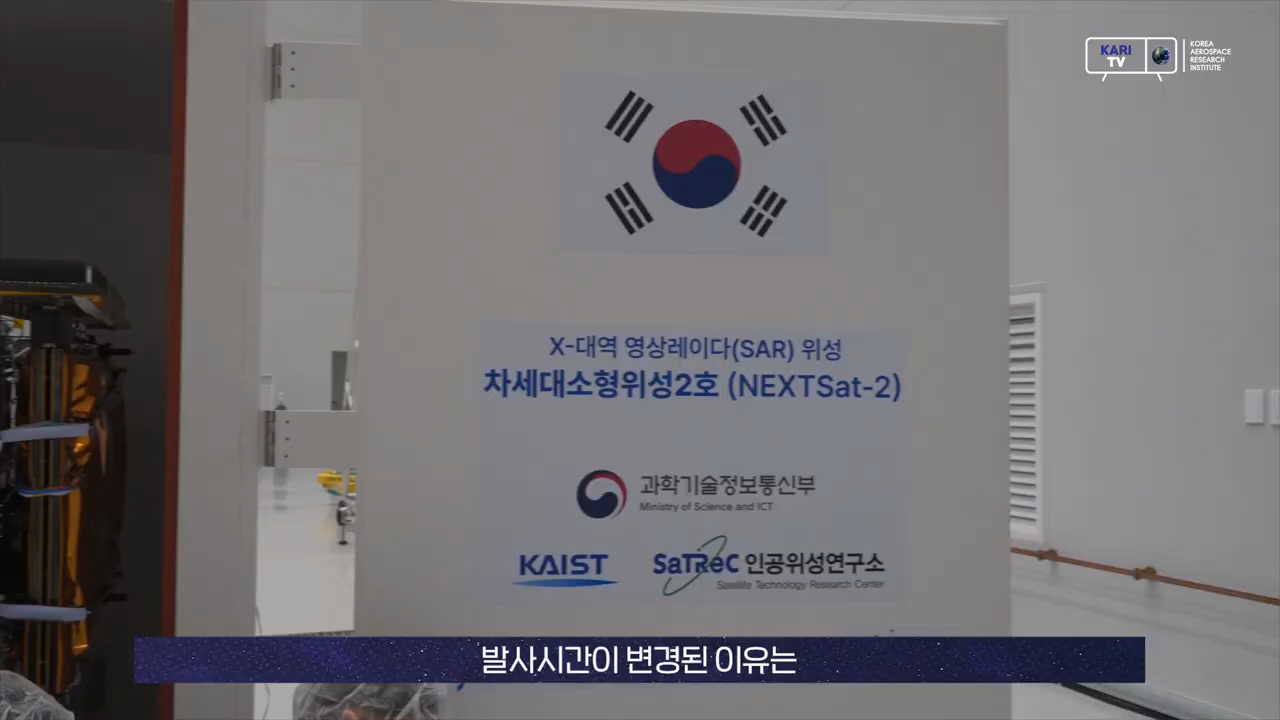 KARI
TV
KOREA
AEROSPACE
RESEARCH
INSTITUTE
X-대역 영상레이다(SAR) 위성
차세대소형위성2호 (NEXTSat-2)
과학기술정보통신부
Ministry of Science and ICT
KAIST
SaTReC 인공위성연구소
Satellite Technology Research Center
발사시간이 변경된 이유는